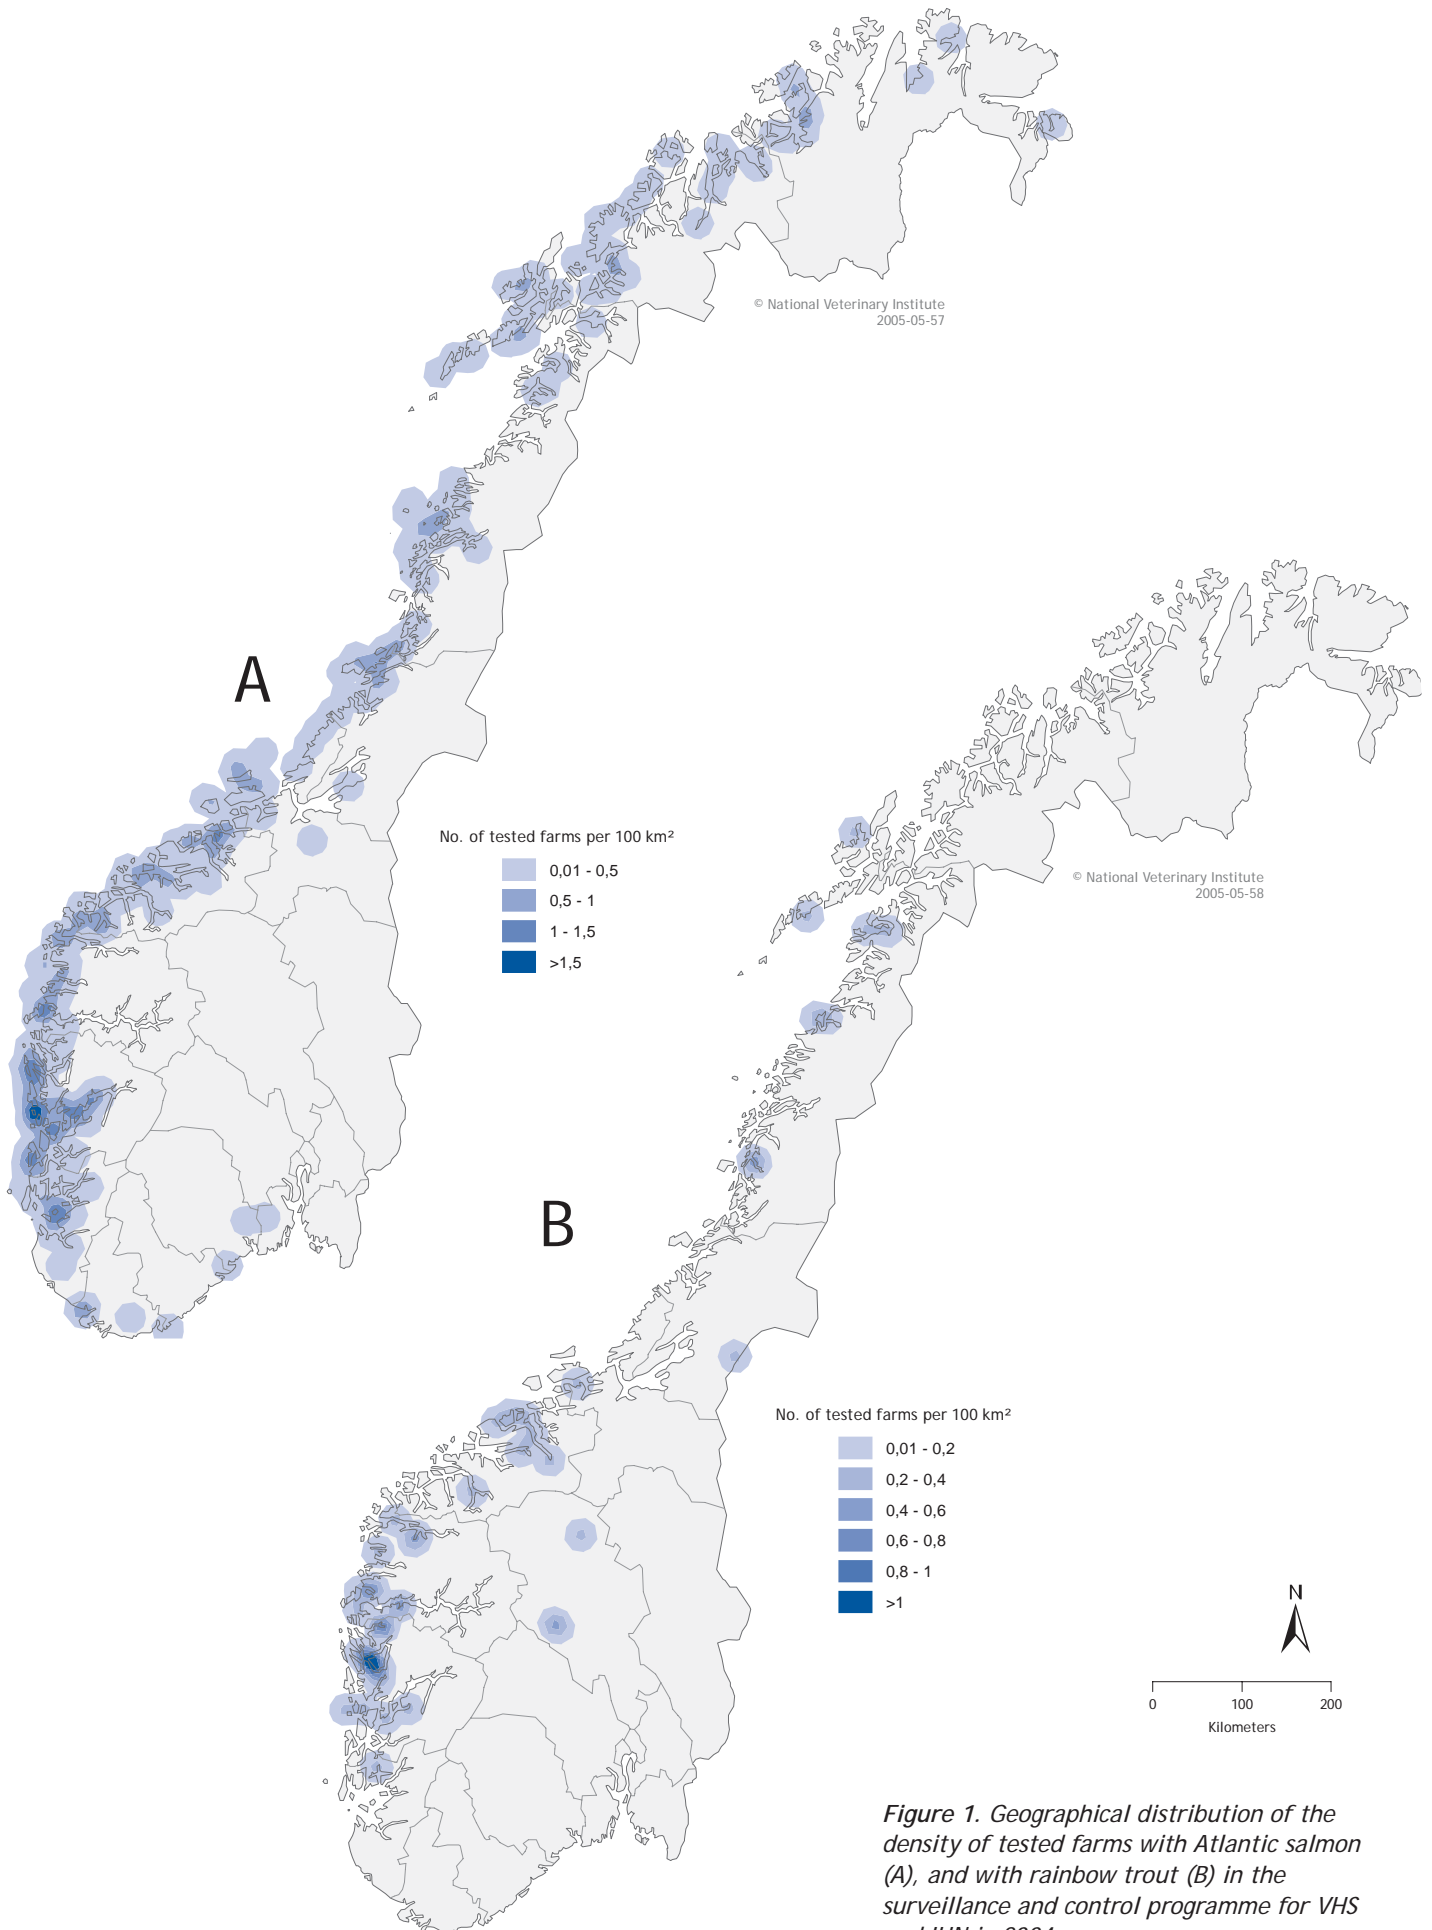 © National Veterinary Institute
2005-05-57
A
No. of tested farms per 100 km²
0,01 - 0,5
0,5 - 1
1 - 1,5
>1,5
© National Veterinary Institute
2005-05-58
B
No. of tested farms per 100 km²
0,01 - 0,2
0,2 - 0,4
0,4 - 0,6
0,6 - 0,8
0,8 - 1
>1
N
0 100 200
Kilometers
Figure 1. Geographical distribution of the
density of tested farms with Atlantic salmon
(A), and with rainbow trout (B) in the
surveillance and control programme for VHS